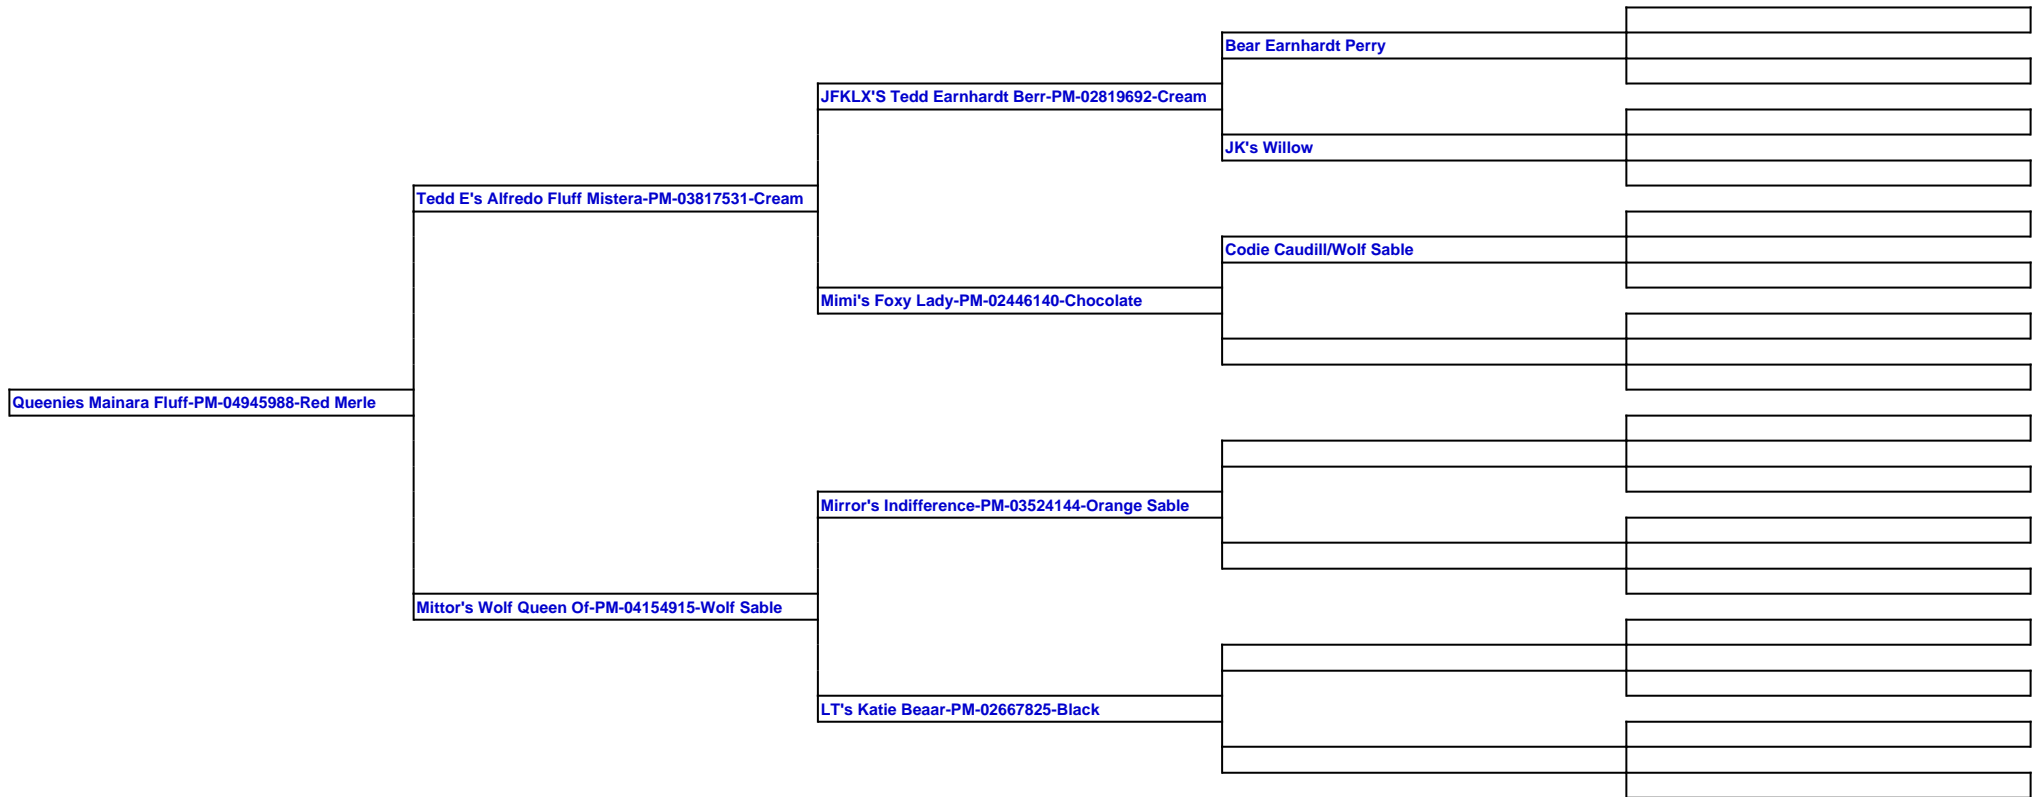 Bear Earnhardt Perry
JFKLX'S Tedd Earnhardt Berr-PM-02819692-Cream
JK's Willow
Tedd E's Alfredo Fluff Mistera-PM-03817531-Cream
Codie Caudill/Wolf Sable
Mimi's Foxy Lady-PM-02446140-Chocolate
Queenies Mainara Fluff-PM-04945988-Red Merle
Mirror's Indifference-PM-03524144-Orange Sable
Mittor's Wolf Queen Of-PM-04154915-Wolf Sable
LT's Katie Beaar-PM-02667825-Black